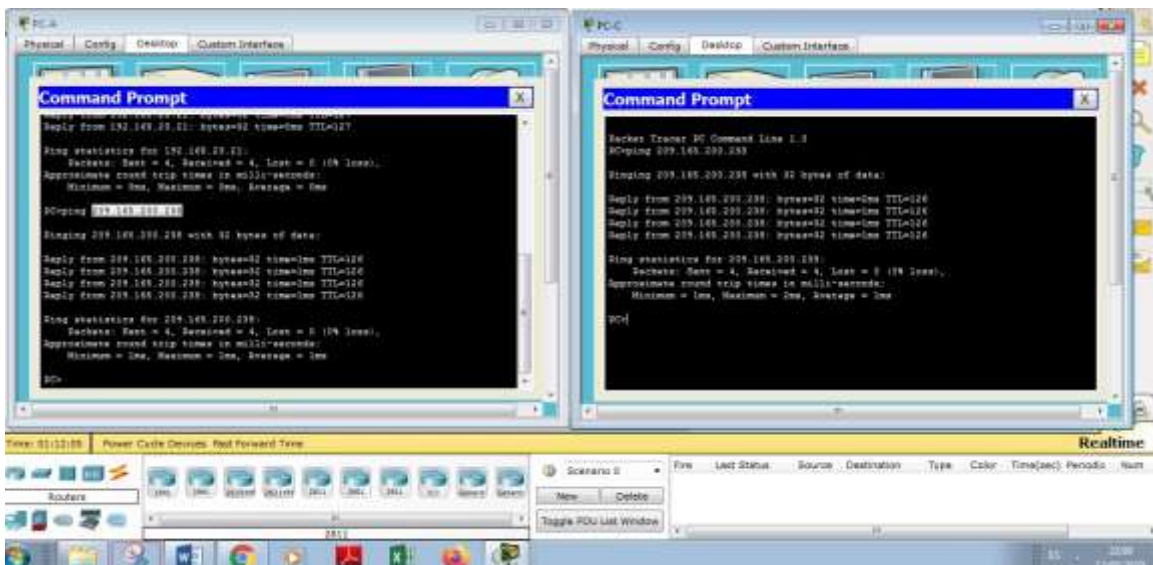 PC-A
Physical Config Desktop Custom Interface
Command Prompt
Reply from 192.168.20.21: bytes=32 time=0ms TTL=127
Ping statistics for 192.168.20.21:
Packets: Sent = 4, Received = 4, Lost = 0 (0% loss),
Approximate round trip times in milli-seconds:
Minimum = 0ms, Maximum = 0ms, Average = 0ms
PC>ping 209.165.200.238
Pinging 209.165.200.238 with 32 bytes of data:
Reply from 209.165.200.238: bytes=32 time=1ms TTL=126
Reply from 209.165.200.238: bytes=32 time=1ms TTL=126
Reply from 209.165.200.238: bytes=32 time=1ms TTL=126
Reply from 209.165.200.238: bytes=32 time=1ms TTL=126
Ping statistics for 209.165.200.238:
Packets: Sent = 4, Received = 4, Lost = 0 (0% loss),
Approximate round trip times in milli-seconds:
Minimum = 1ms, Maximum = 1ms, Average = 1ms
PC>
PC-C
Physical Config Desktop Custom Interface
Command Prompt
X
Packet Tracer PC Command Line 1.0
PC>ping 209.165.200.238
Pinging 209.165.200.238 with 32 bytes of data:
Reply from 209.165.200.238: bytes=32 time=2ms TTL=126
Reply from 209.165.200.238: bytes=32 time=1ms TTL=126
Reply from 209.165.200.238: bytes=32 time=1ms TTL=126
Reply from 209.165.200.238: bytes=32 time=1ms TTL=126
Ping statistics for 209.165.200.238:
Packets: Sent = 4, Received = 4, Lost = 0 (0% loss),
Approximate round trip times in milli-seconds:
Minimum = 1ms, Maximum = 2ms, Average = 1ms
PC>
Power Cycle Devices Fast Forward Time
Realtime
Routers
2811
Scenario 0
New Delete
Toggle PDU List Window
Fire Last Status Source Destination Type Color Time(sec) Periodic Num
ES